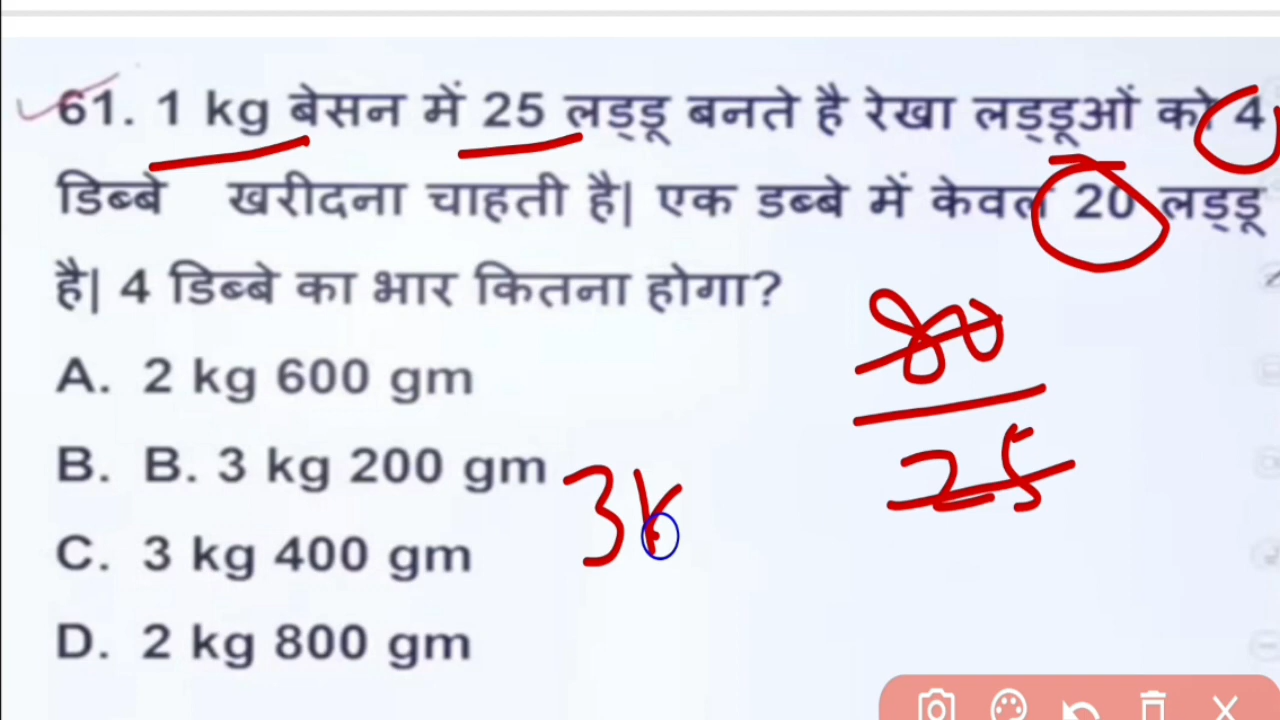 61. 1 kg बेसन में 25 लड्डू बनते है रेखा लड्डूओं को 4
डिब्बे खरीदना चाहती है| एक डब्बे में केवल 20 लड्डू
है| 4 डिब्बे का भार कितना होगा?
80
25
A. 2 kg 600 gm
B. B. 3 kg 200 gm
3k
C. 3 kg 400 gm
D. 2 kg 800 gm